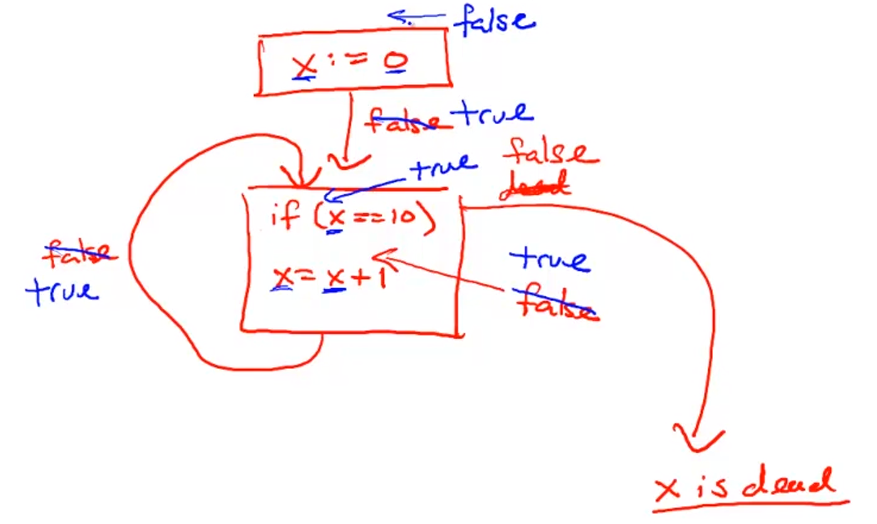 false
x := 0
false true
true
false
dead
if (x == 10)
false
true
true
x = x + 1
false
x is dead